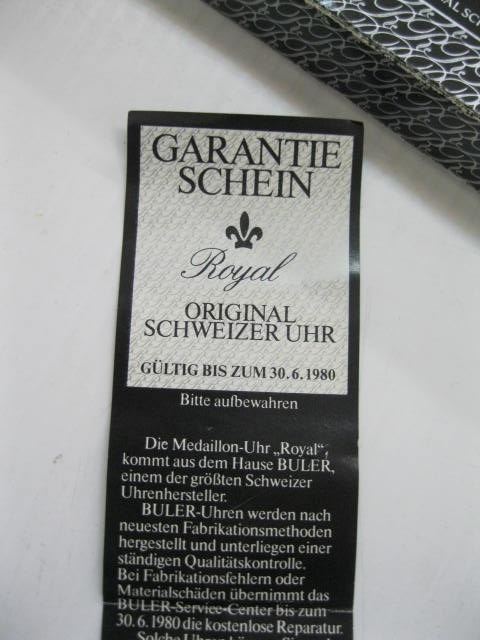 GARANTIE
SCHEIN
Royal
ORIGINAL
SCHWEIZER UHR
GÜLTIG BIS ZUM 30.6.1980
Bitte aufbewahren
Die Medaillon-Uhr „Royal“,
kommt aus dem Hause BULER,
einem der größten Schweizer
Uhrenhersteller.
BULER-Uhren werden nach
neuesten Fabrikationsmethoden
hergestellt und unterliegen einer
ständigen Qualitätskontrolle.
Bei Fabrikationsfehlern oder
Materialschäden übernimmt das
BULER-Service-Center bis zum
30.6.1980 die kostenlose Reparatur.